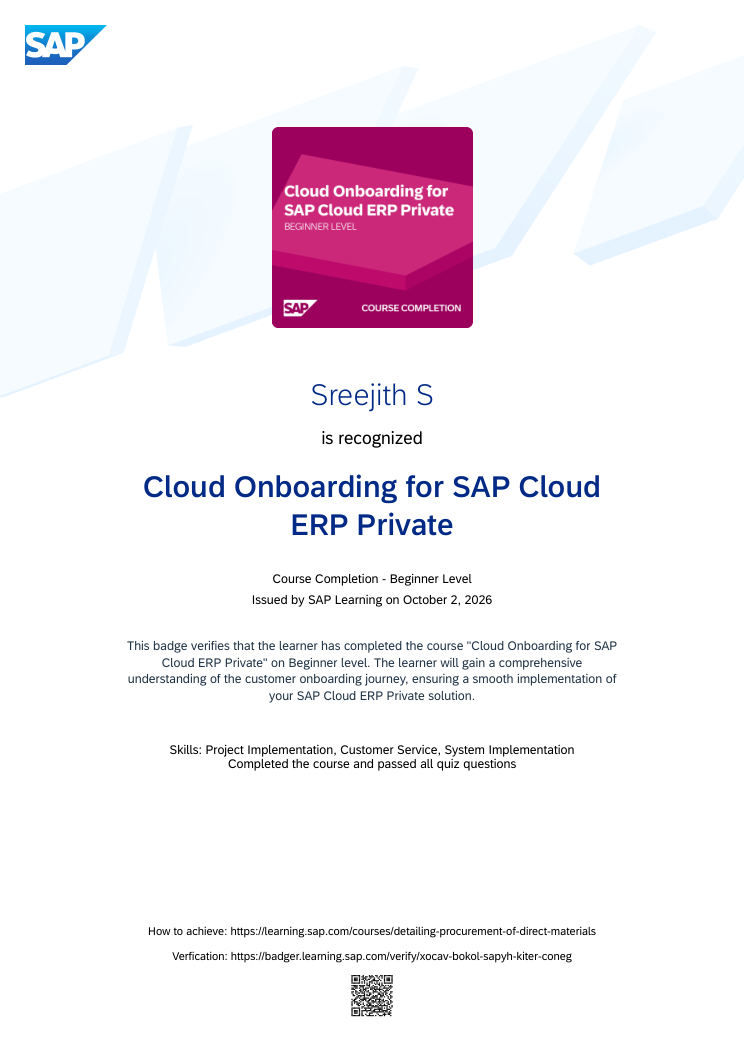 SAP
Cloud Onboarding for
SAP Cloud ERP Private
BEGINNER LEVEL
SAP
COURSE COMPLETION
Sreejith S
is recognized
Cloud Onboarding for SAP Cloud
ERP Private
Course Completion - Beginner Level
Issued by SAP Learning on October 2, 2026
This badge verifies that the learner has completed the course "Cloud Onboarding for SAP
Cloud ERP Private" on Beginner level. The learner will gain a comprehensive
understanding of the customer onboarding journey, ensuring a smooth implementation of
your SAP Cloud ERP Private solution.
Skills: Project Implementation, Customer Service, System Implementation
Completed the course and passed all quiz questions
How to achieve: https://learning.sap.com/courses/detailing-procurement-of-direct-materials
Verfication: https://badger.learning.sap.com/verify/xocav-bokol-sapyh-kiter-coneg